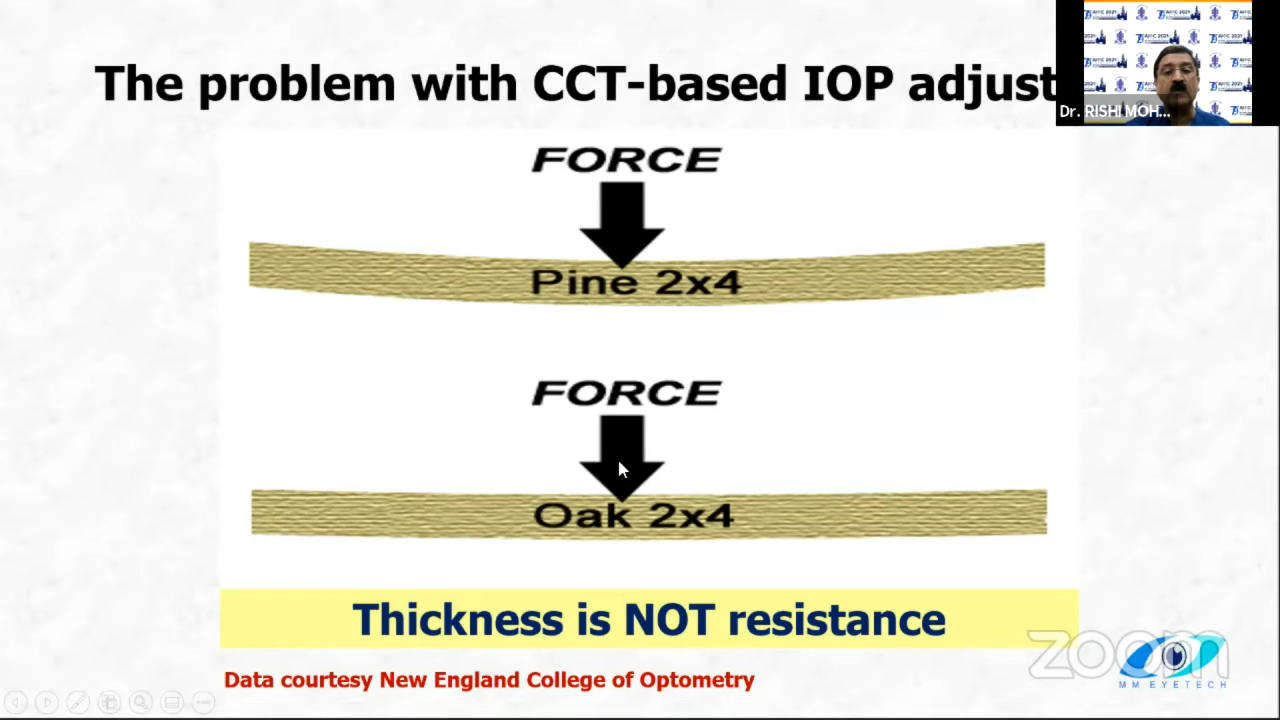 The problem with CCT-based IOP adjust
Dr. RISHI MOH...
FORCE
Pine 2x4
FORCE
Oak 2x4
Thickness is NOT resistance
Data courtesy New England College of Optometry
zoom
MM EYETECH